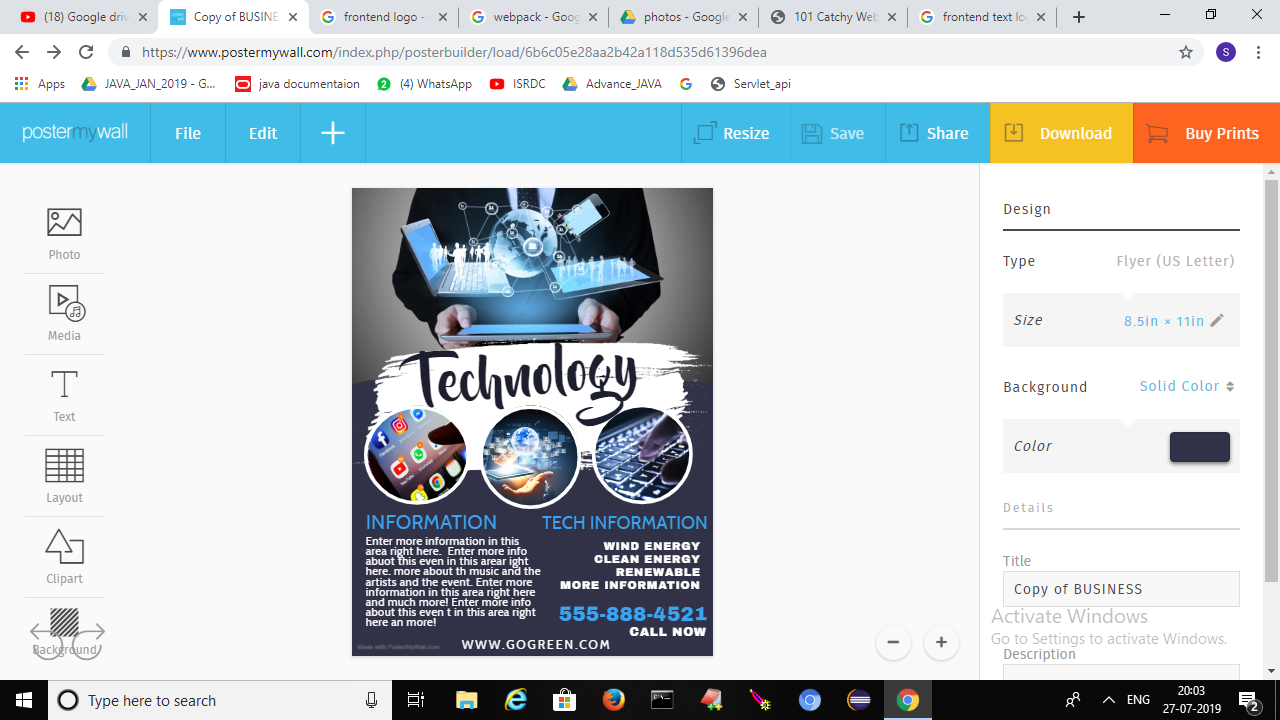 (18) Google driv
Copy of BUSINE
frontend logo -
webpack - Goog
photos - Google
101 Catchy Web
frontend text lo
https://www.postermywall.com/index.php/posterbuilder/load/6b6c05e28aa2b42a118d535d61396dea
S
Apps
JAVA_JAN_2019 - G...
java documentaion
(4) WhatsApp
ISRDC
Advance_JAVA
Servlet_api
postermywall
File
Edit
Resize
Save
Share
Download
Buy Prints
Photo
Media
Text
Layout
Clipart
Background
Technology
INFORMATION
Enter more information in this
area right here. Enter more info
abuot this even in this arear ight
here. more about th music and the
artists and the event. Enter more
information in this area right here
and much more! Enter more info
about this even t in this area right
here an more!
TECH INFORMATION
WIND ENERGY
CLEAN ENERGY
RENEWABLE
MORE INFORMATION
555-888-4521
CALL NOW
Made with PosterMyWall.com
WWW.GOGREEN.COM
Design
Type Flyer (US Letter)
Size 8.5in × 11in
Background Solid Color
Color
Details
Title
Copy of BUSINESS
Activate Windows
Go to Settings to activate Windows.
Description
Type here to search
ENG
20:03
27-07-2019
2